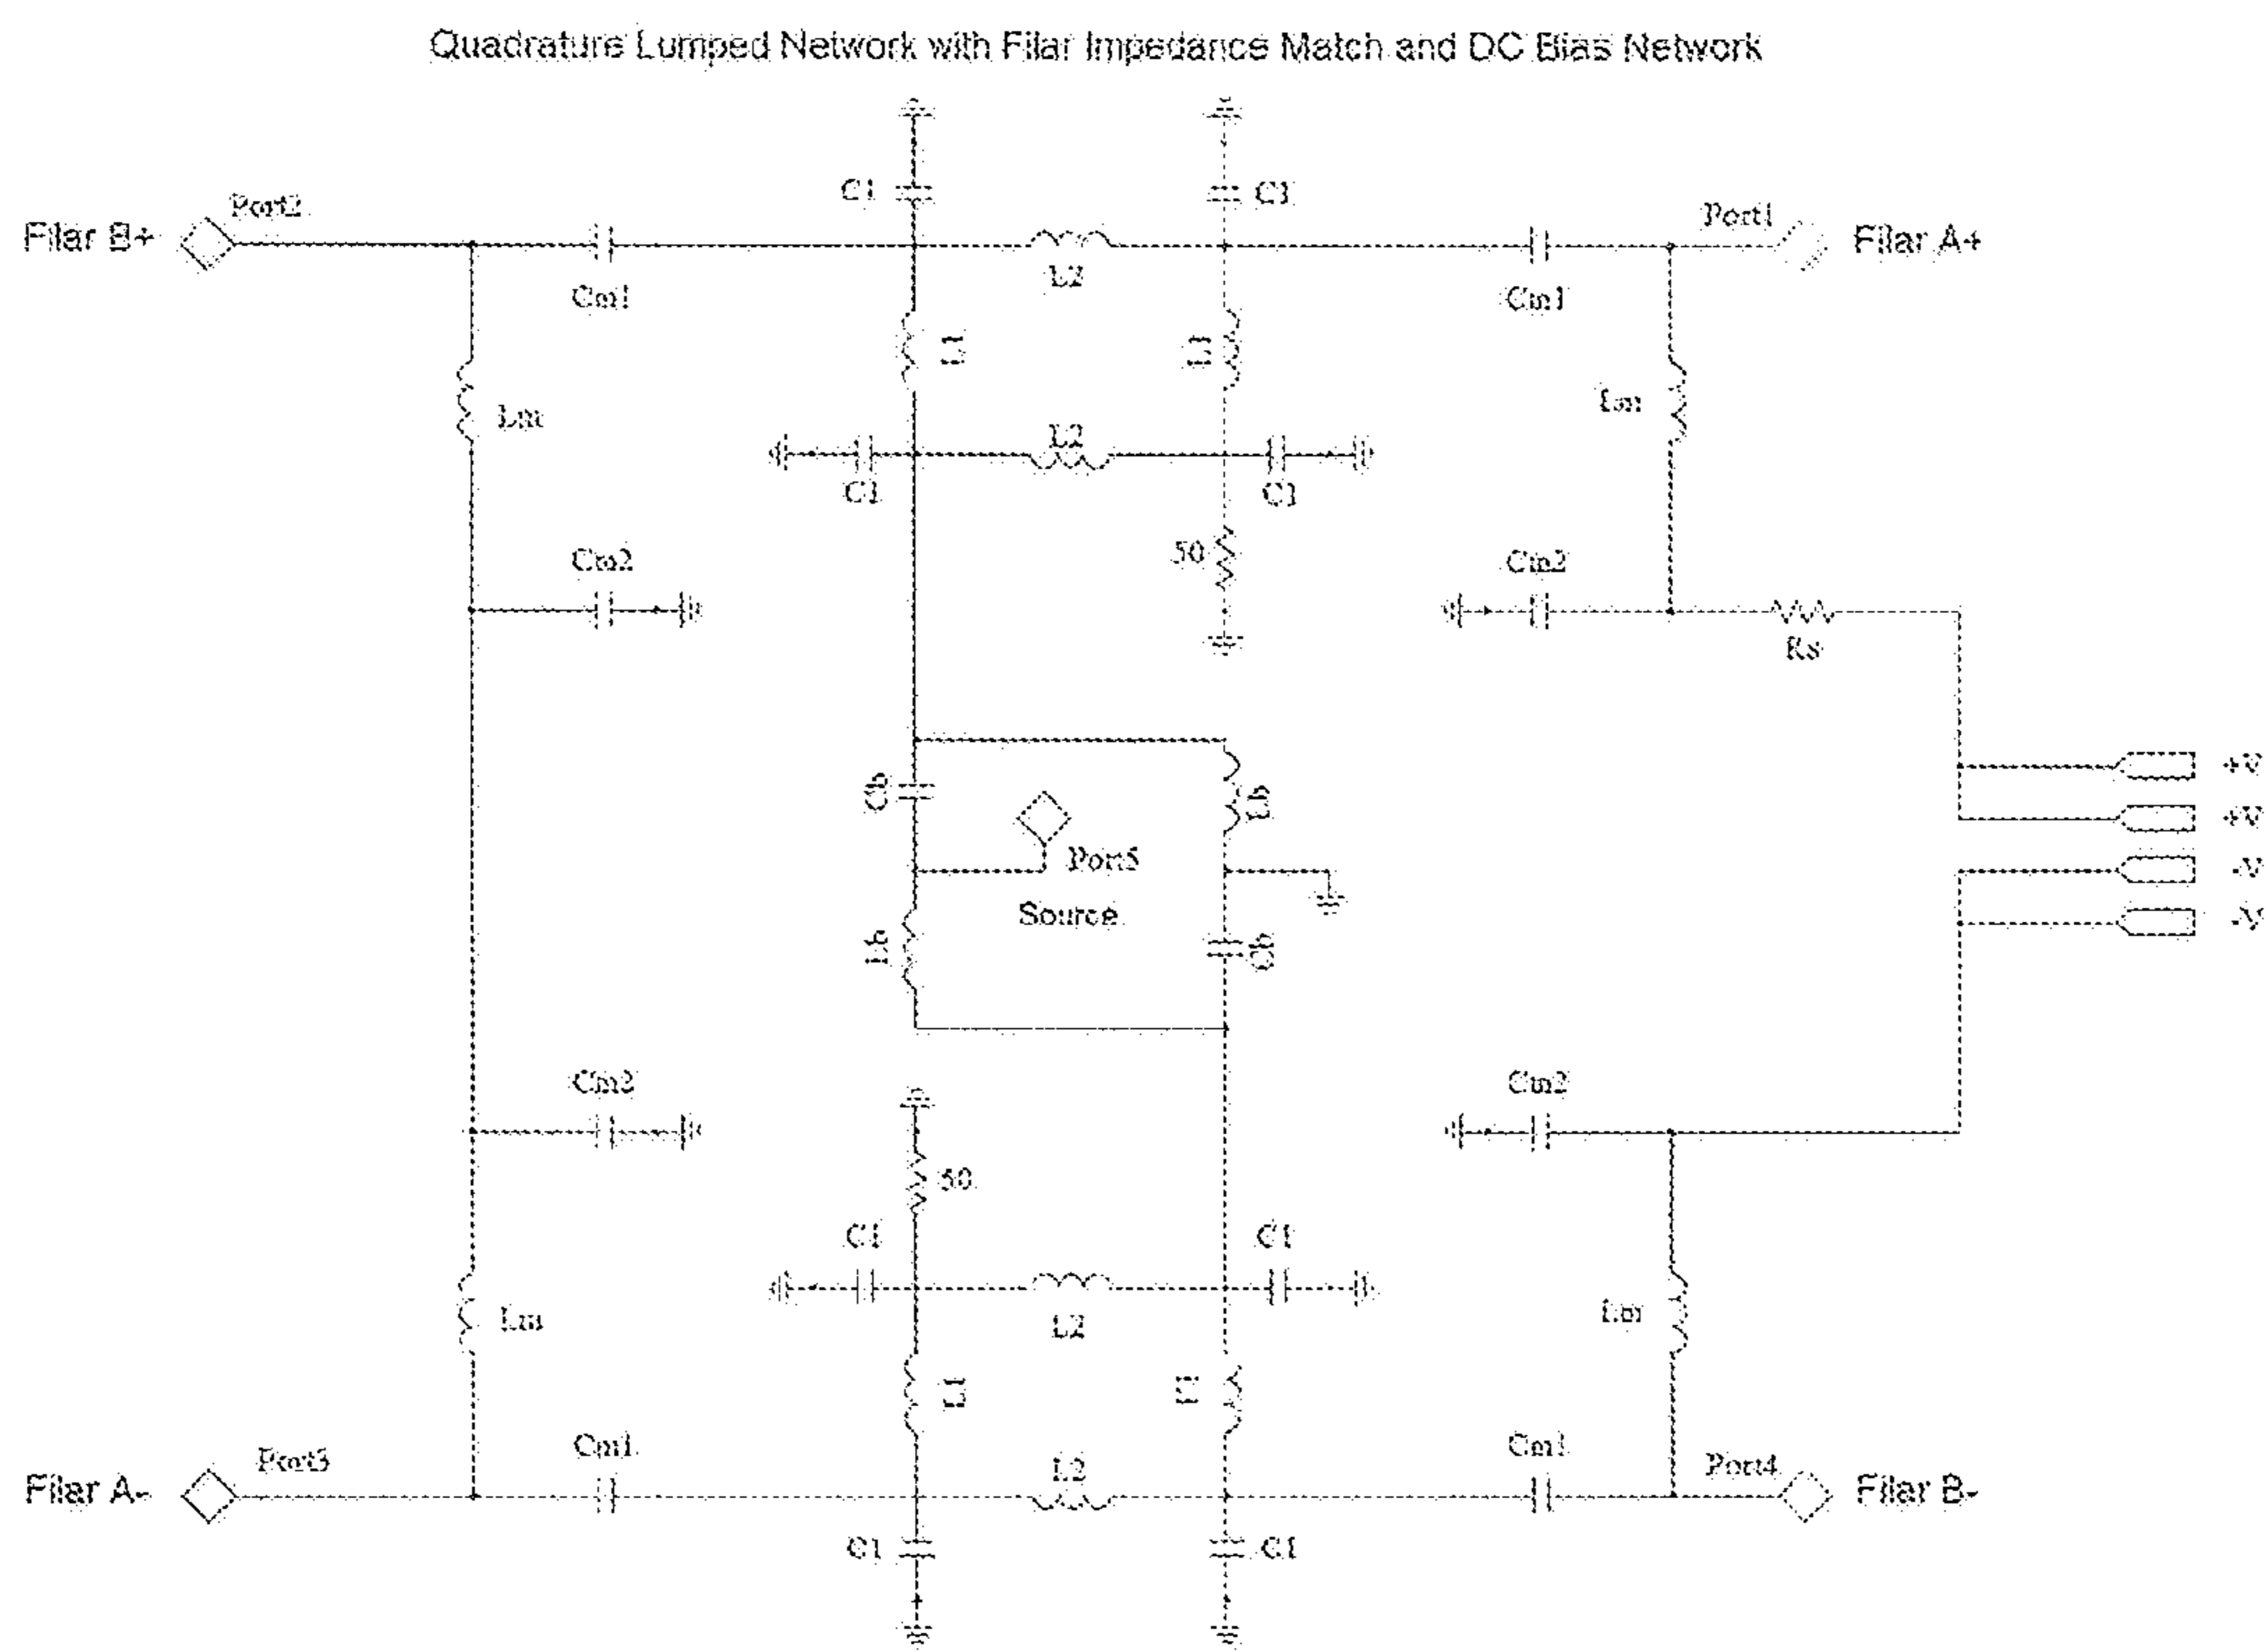 Quadrature Lumped Network with Filar Impedance Match and DC Bias Network
C1 C1
Filar B+ Port2 Port1 Filar A+
Cm1 L2 Cm1
L1 L1
Lm Lm
L2
C1 C1
Cm2 50 Cm2
Rs
+V
Cb Lb
+V
Port5
-V
Source
-V
Lb Cb
Cm2 Cm2
50
C1 C1
Lm L2 Lm
L1 L1
Cm1 L2 Cm1
Filar A- Port3 Port4 Filar B-
C1 C1